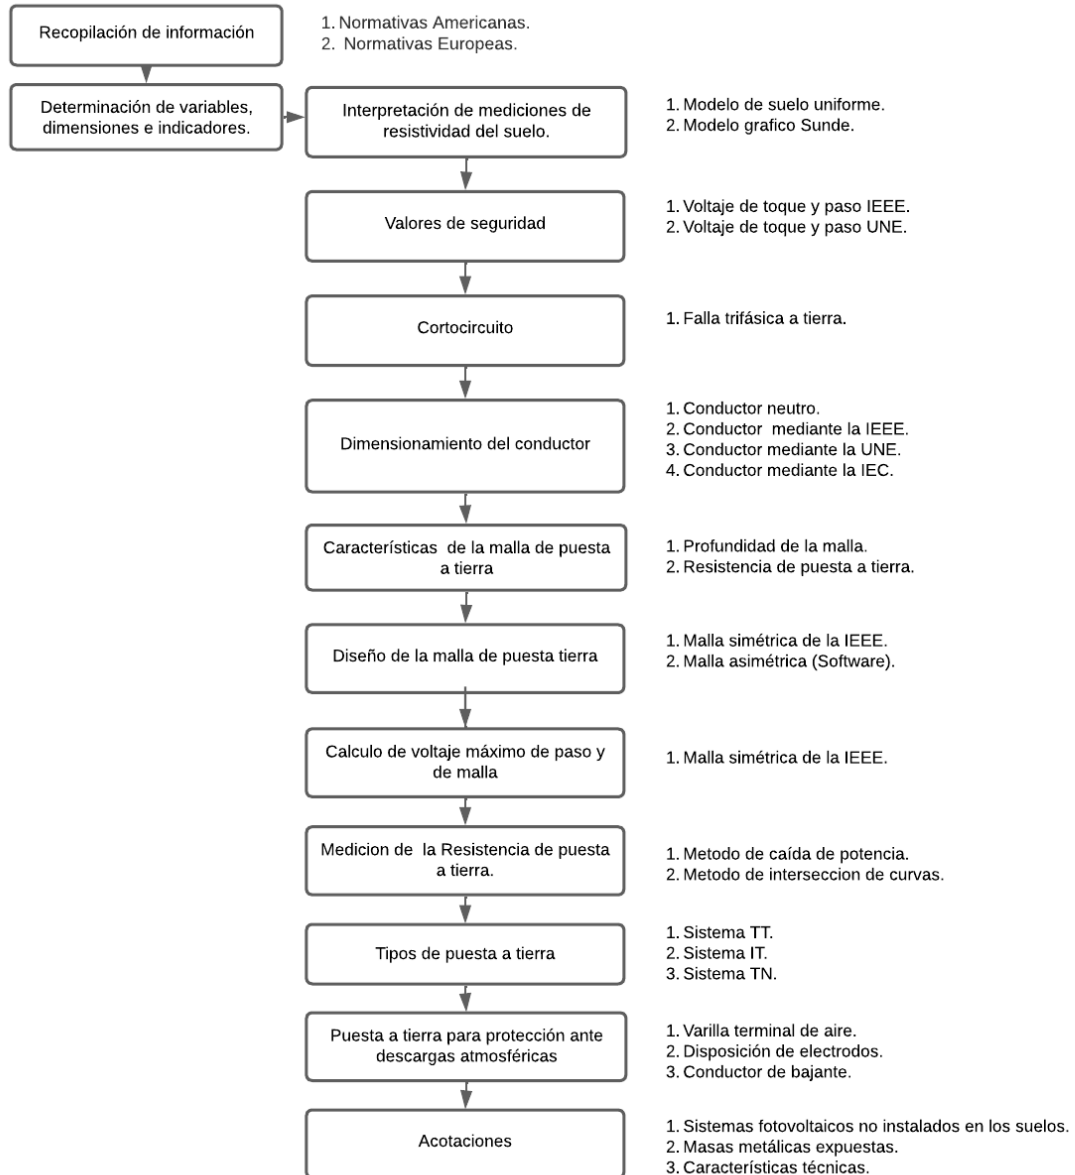 Recopilación de información
1. Normativas Americanas.
2. Normativas Europeas.
Determinación de variables,
dimensiones e indicadores.
Interpretación de mediciones de
resistividad del suelo.
1. Modelo de suelo uniforme.
2. Modelo grafico Sunde.
Valores de seguridad
1. Voltaje de toque y paso IEEE.
2. Voltaje de toque y paso UNE.
Cortocircuito
1. Falla trifásica a tierra.
Dimensionamiento del conductor
1. Conductor neutro.
2. Conductor mediante la IEEE.
3. Conductor mediante la UNE.
4. Conductor mediante la IEC.
Características de la malla de puesta
a tierra
1. Profundidad de la malla.
2. Resistencia de puesta a tierra.
Diseño de la malla de puesta tierra
1. Malla simétrica de la IEEE.
2. Malla asimétrica (Software).
Calculo de voltaje máximo de paso y
de malla
1. Malla simétrica de la IEEE.
Medicion de la Resistencia de puesta
a tierra.
1. Metodo de caída de potencia.
2. Metodo de interseccion de curvas.
Tipos de puesta a tierra
1. Sistema TT.
2. Sistema IT.
3. Sistema TN.
Puesta a tierra para protección ante
descargas atmosféricas
1. Varilla terminal de aire.
2. Disposición de electrodos.
3. Conductor de bajante.
Acotaciones
1. Sistemas fotovoltaicos no instalados en los suelos.
2. Masas metálicas expuestas.
3. Características técnicas.